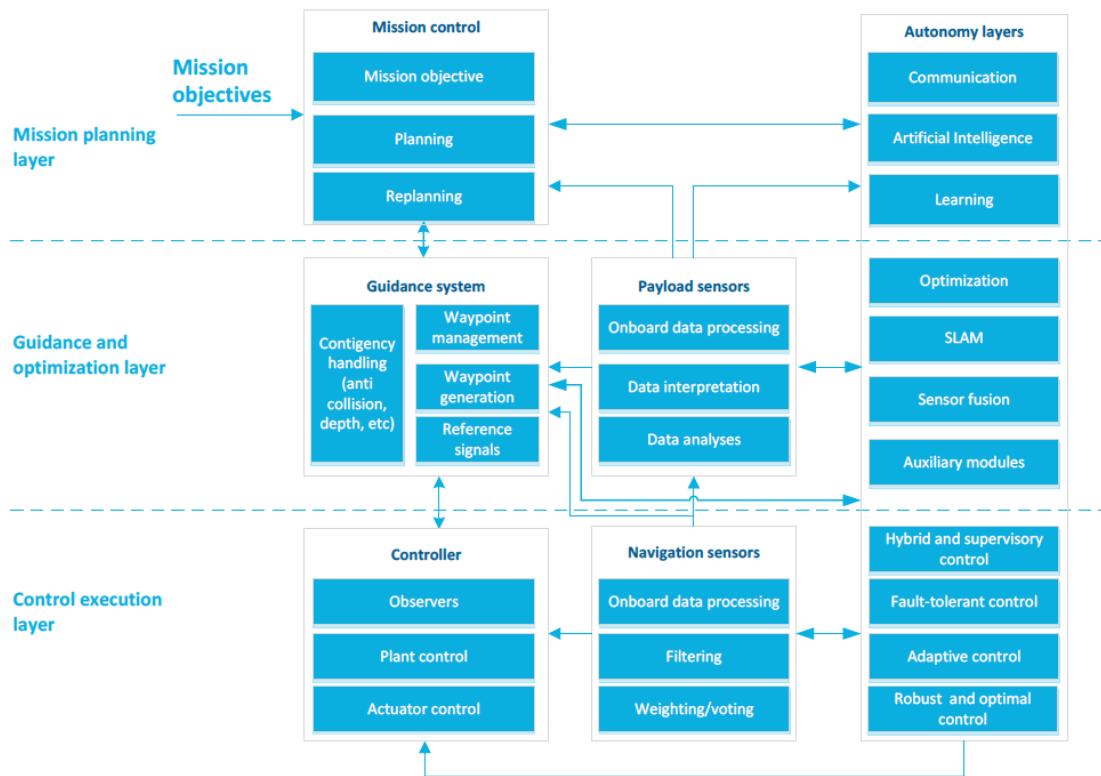 Mission control
Autonomy layers
Mission
objectives
Mission objective
Communication
Mission planning
layer
Planning
Artificial Intelligence
Replanning
Learning
Guidance system
Payload sensors
Optimization
Guidance and
optimization layer
Contigency
handling
(anti
collision,
depth, etc)
Waypoint
management
Waypoint
generation
Reference
signals
Onboard data processing
Data interpretation
Data analyses
SLAM
Sensor fusion
Auxiliary modules
Controller
Navigation sensors
Hybrid and supervisory
control
Control execution
layer
Observers
Plant control
Actuator control
Onboard data processing
Filtering
Weighting/voting
Fault-tolerant control
Adaptive control
Robust and optimal
control